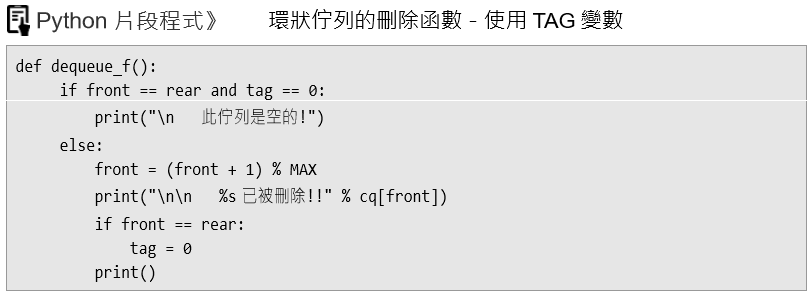 Python 片段程式》 環狀佇列的刪除函數 - 使用 TAG 變數
def dequeue_f():
    if front == rear and tag == 0:
        print("\n   此佇列是空的!")
    else:
        front = (front + 1) % MAX
        print("\n\n   %s 已被刪除!!" % cq[front])
        if front == rear:
            tag = 0
        print()